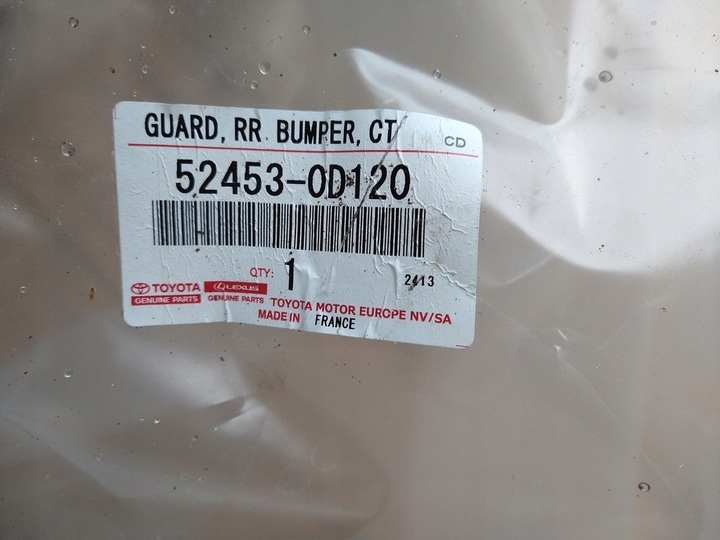 GUARD, RR BUMPER, CT
CD
52453-0D120
QTY: 1
2413
TOYOTA
GENUINE PARTS
LEXUS
GENUINE PARTS
TOYOTA MOTOR EUROPE NV/SA
MADE IN FRANCE